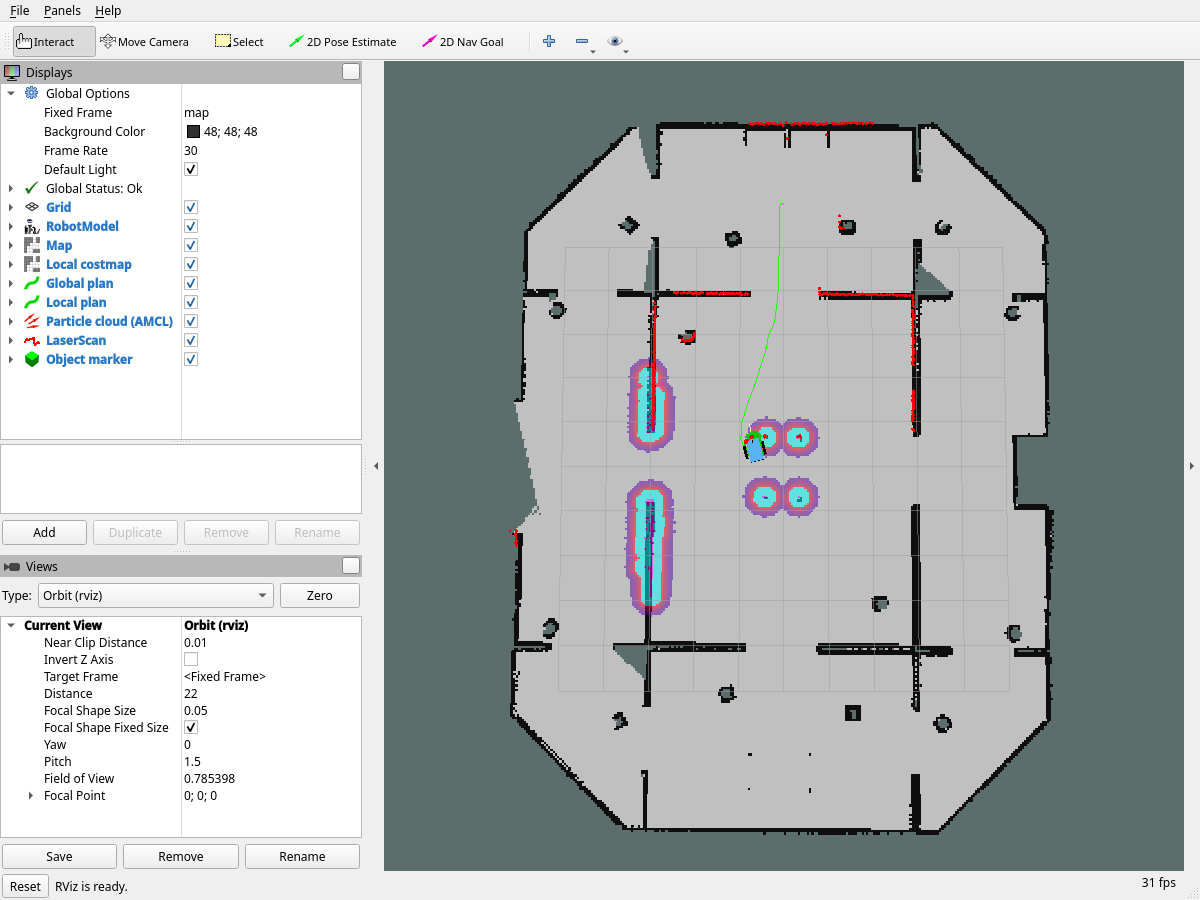 File Panels Help
Interact Move Camera Select 2D Pose Estimate 2D Nav Goal
Displays
Global Options
Fixed Frame map
Background Color 48; 48; 48
Frame Rate 30
Default Light
Global Status: Ok
Grid
RobotModel
Map
Local costmap
Global plan
Local plan
Particle cloud (AMCL)
LaserScan
Object marker
Add Duplicate Remove Rename
Views
Type: Orbit (rviz) Zero
Current View Orbit (rviz)
Near Clip Distance 0.01
Invert Z Axis
Target Frame <Fixed Frame>
Distance 22
Focal Shape Size 0.05
Focal Shape Fixed Size
Yaw 0
Pitch 1.5
Field of View 0.785398
Focal Point 0; 0; 0
Save Remove Rename
Reset RViz is ready. 31 fps